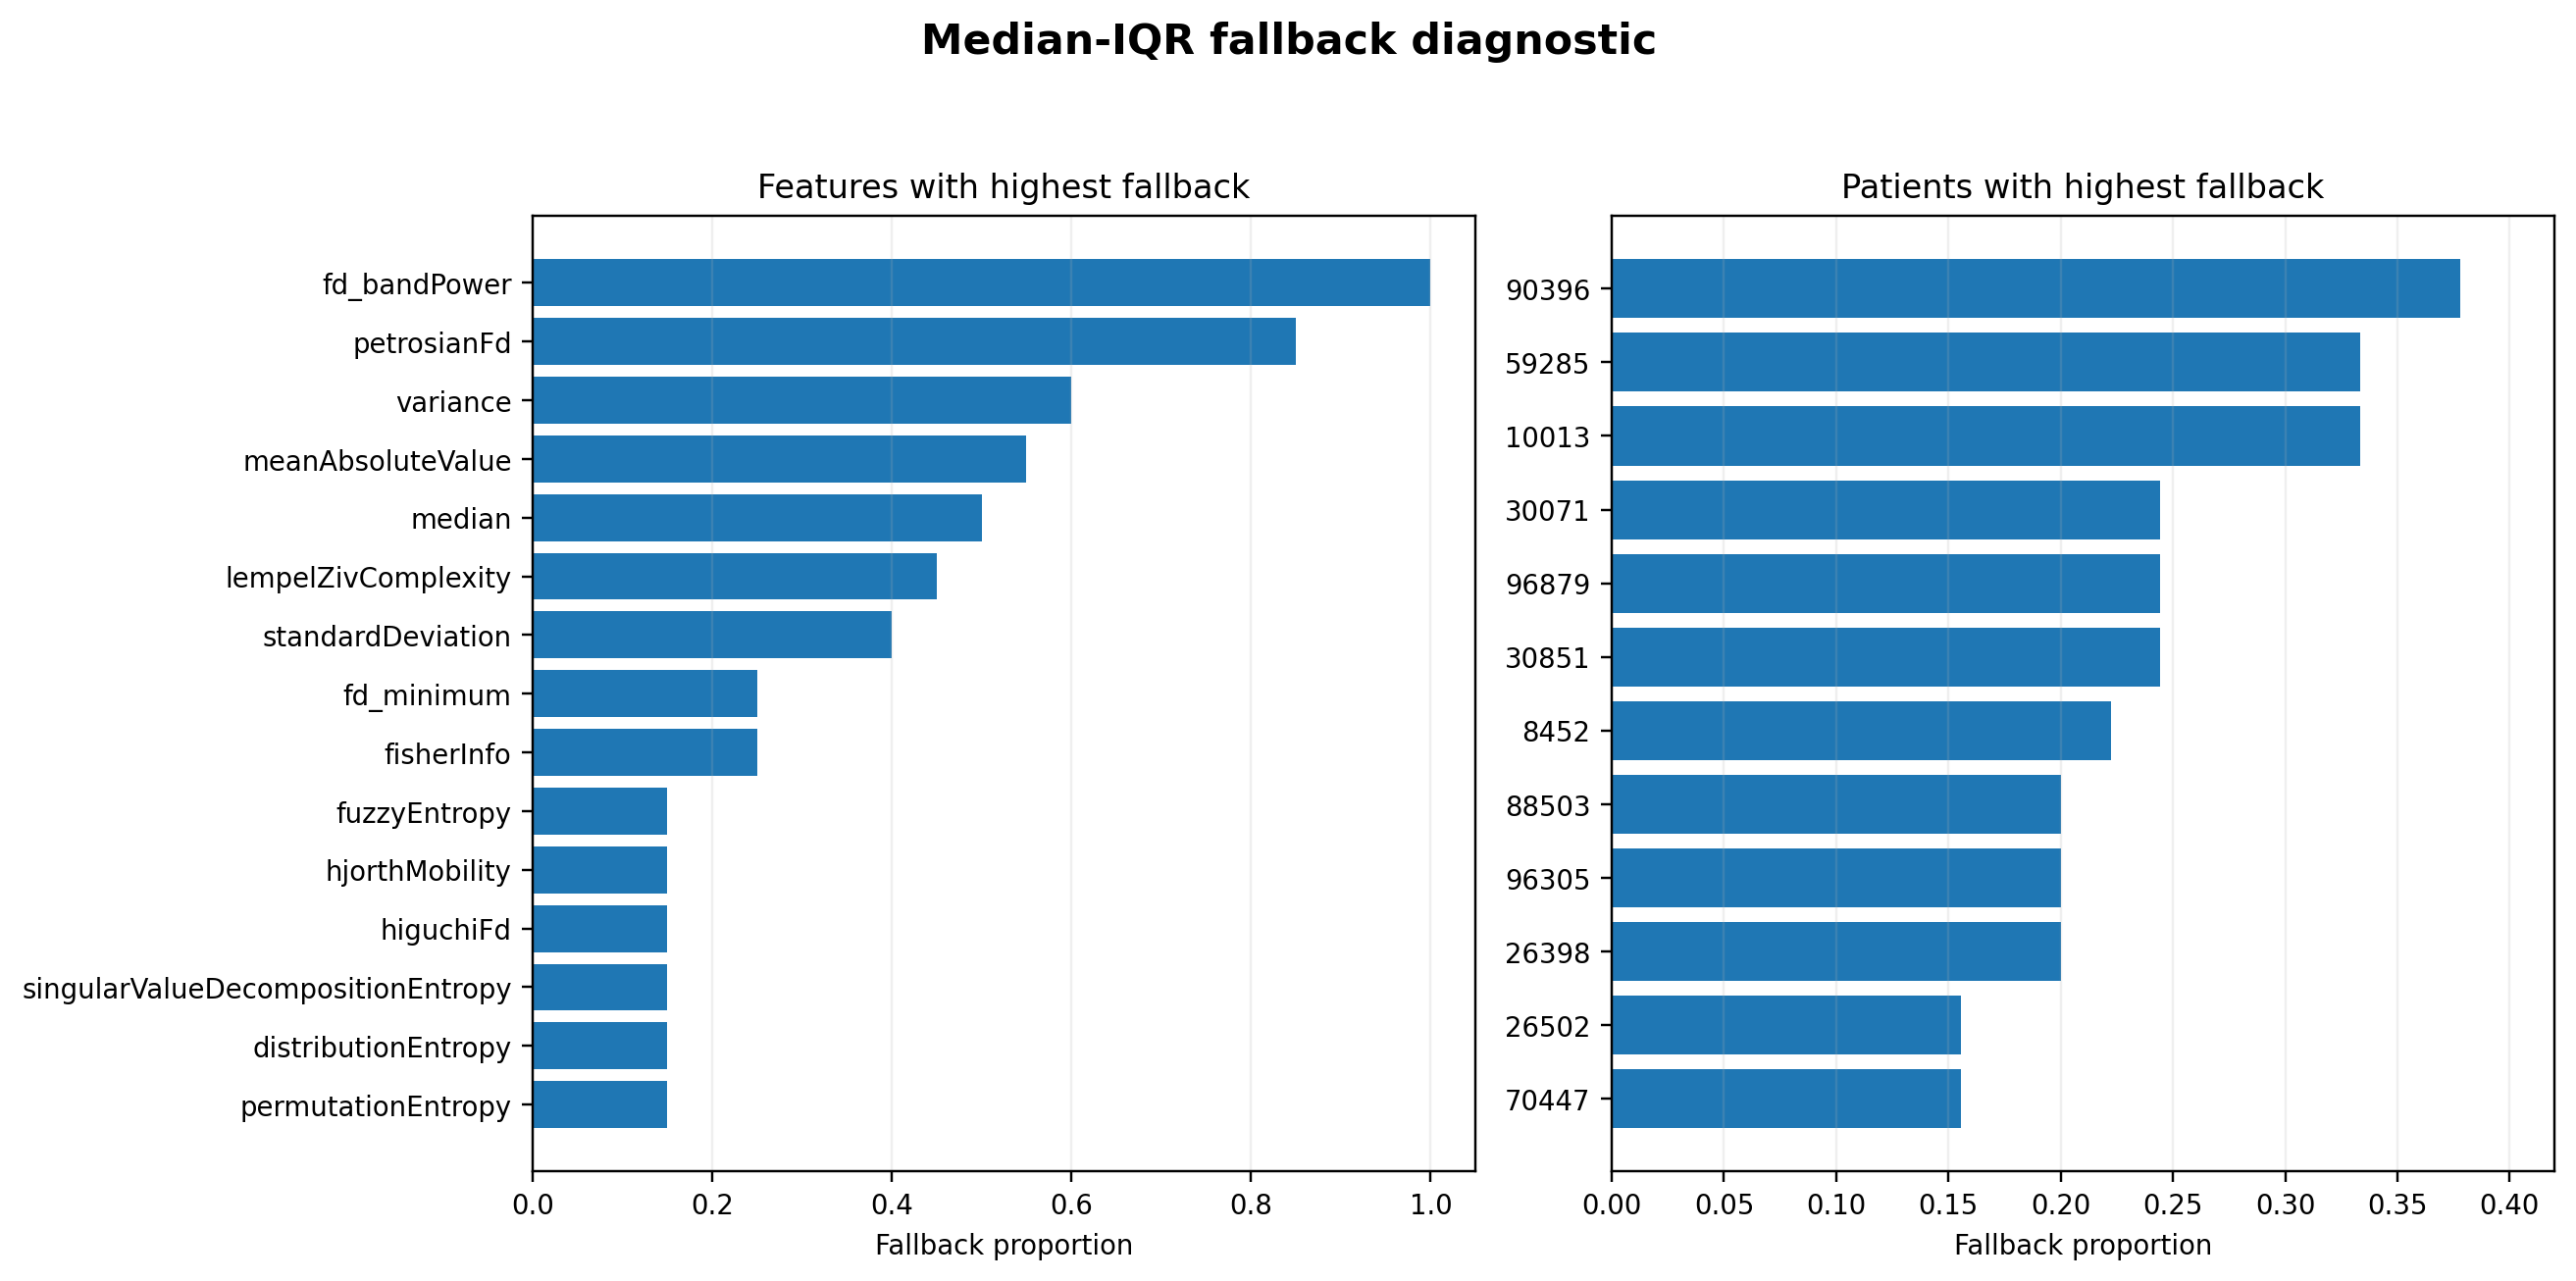 Median-IQR fallback diagnostic
Features with highest fallback
fd_bandPower
petrosianFd
variance
meanAbsoluteValue
median
lempelZivComplexity
standardDeviation
fd_minimum
fisherInfo
fuzzyEntropy
hjorthMobility
higuchiFd
singularValueDecompositionEntropy
distributionEntropy
permutationEntropy
0.0 0.2 0.4 0.6 0.8 1.0
Fallback proportion
Patients with highest fallback
90396
59285
10013
30071
96879
30851
8452
88503
96305
26398
26502
70447
0.00 0.05 0.10 0.15 0.20 0.25 0.30 0.35 0.40
Fallback proportion